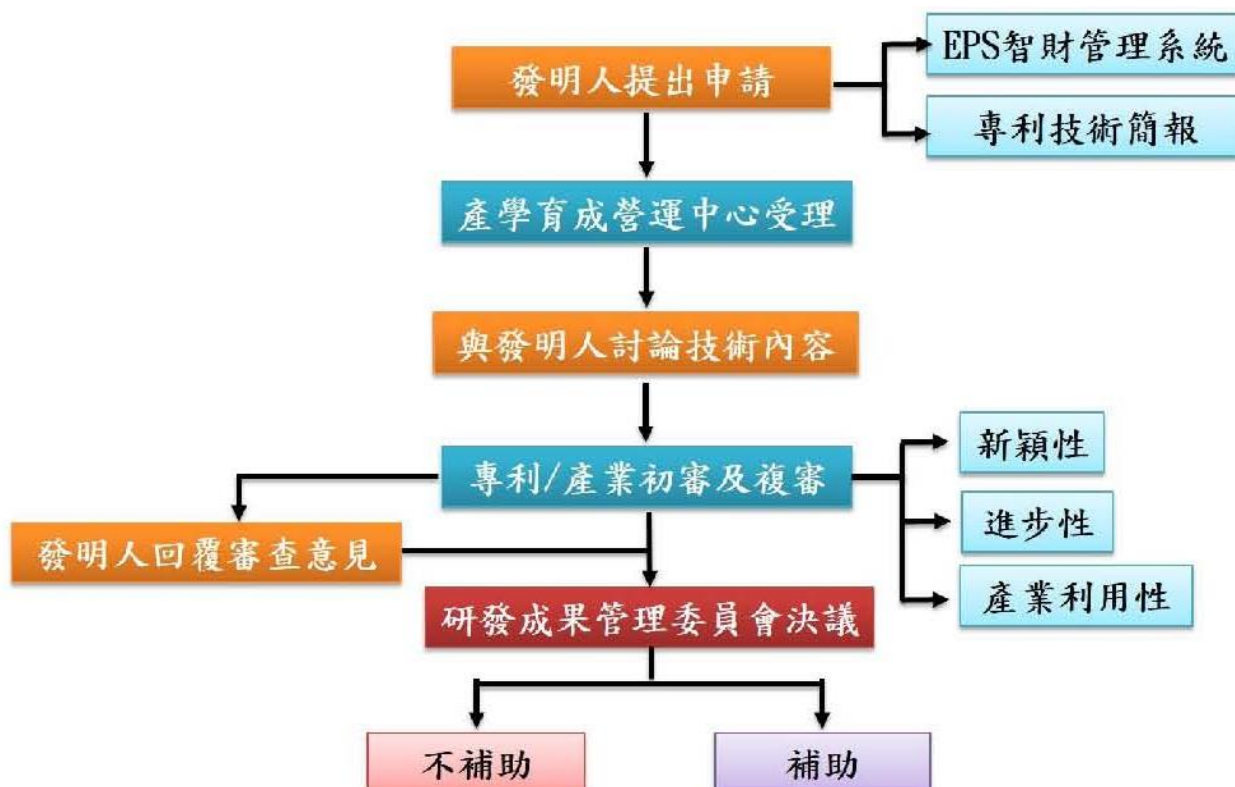 發明人提出申請
EPS智財管理系統
專利技術簡報
產學育成營運中心受理
與發明人討論技術內容
專利/產業初審及複審
新穎性
進步性
產業利用性
發明人回覆審查意見
研發成果管理委員會決議
不補助
補助